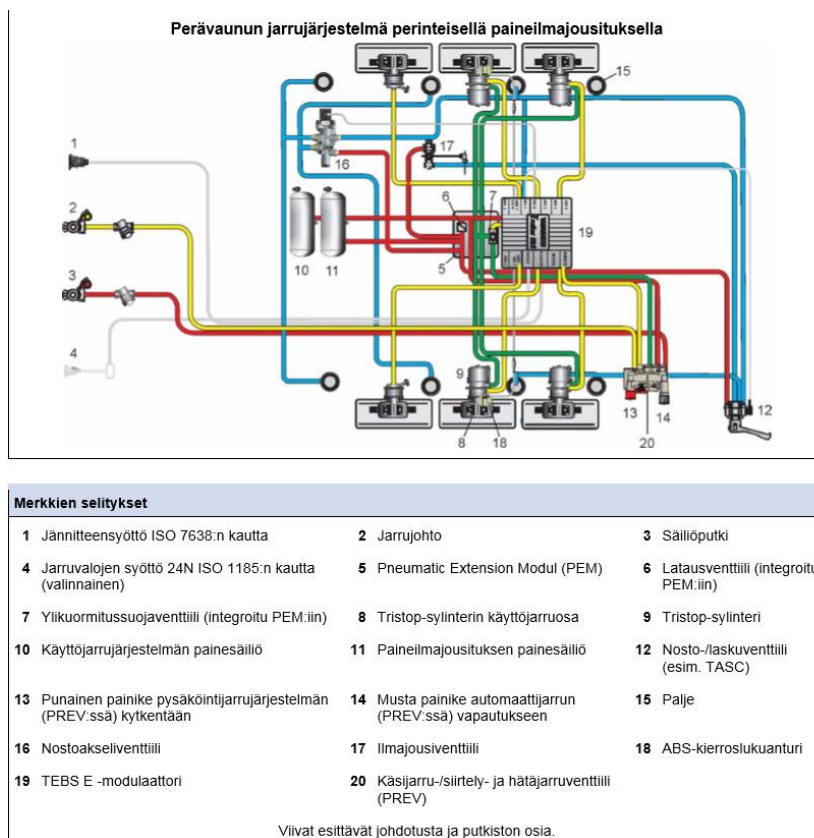 Perävaunun jarrujärjestelmä perinteisellä paineilmajousituksella
15
1
17
16
2
6
7
19
10
11
5
3
4
9
13
14
12
8
18
20
Merkkien selitykset
1 Jännitteensyöttö ISO 7638:n kautta
2 Jarrujohto
3 Säiliöputki
4 Jarruvalojen syöttö 24N ISO 1185:n kautta
(valinnainen)
5 Pneumatic Extension Modul (PEM)
6 Latausventtiili (integroitu
PEM:iin)
7 Ylikuormitussuojaventtiili (integroitu PEM:iin)
8 Tristop-sylinterin käyttöjarruosa
9 Tristop-sylinteri
10 Käyttöjarrujärjestelmän painesäiliö
11 Paineilmajousituksen painesäiliö
12 Nosto-/laskuventtiili
(esim. TASC)
13 Punainen painike pysäköintijarrujärjestelmän
(PREV:ssä) kytkentään
14 Musta painike automaattijarrun
(PREV:ssä) vapautukseen
15 Palje
16 Nostoakseliventtiili
17 Ilmajousiventtiili
18 ABS-kierroslukuanturi
19 TEBS E -modulaattori
20 Käsijarru-/siirtely- ja hätäjarruventtiili
(PREV)
Viivat esittävät johdotusta ja putkiston osia.